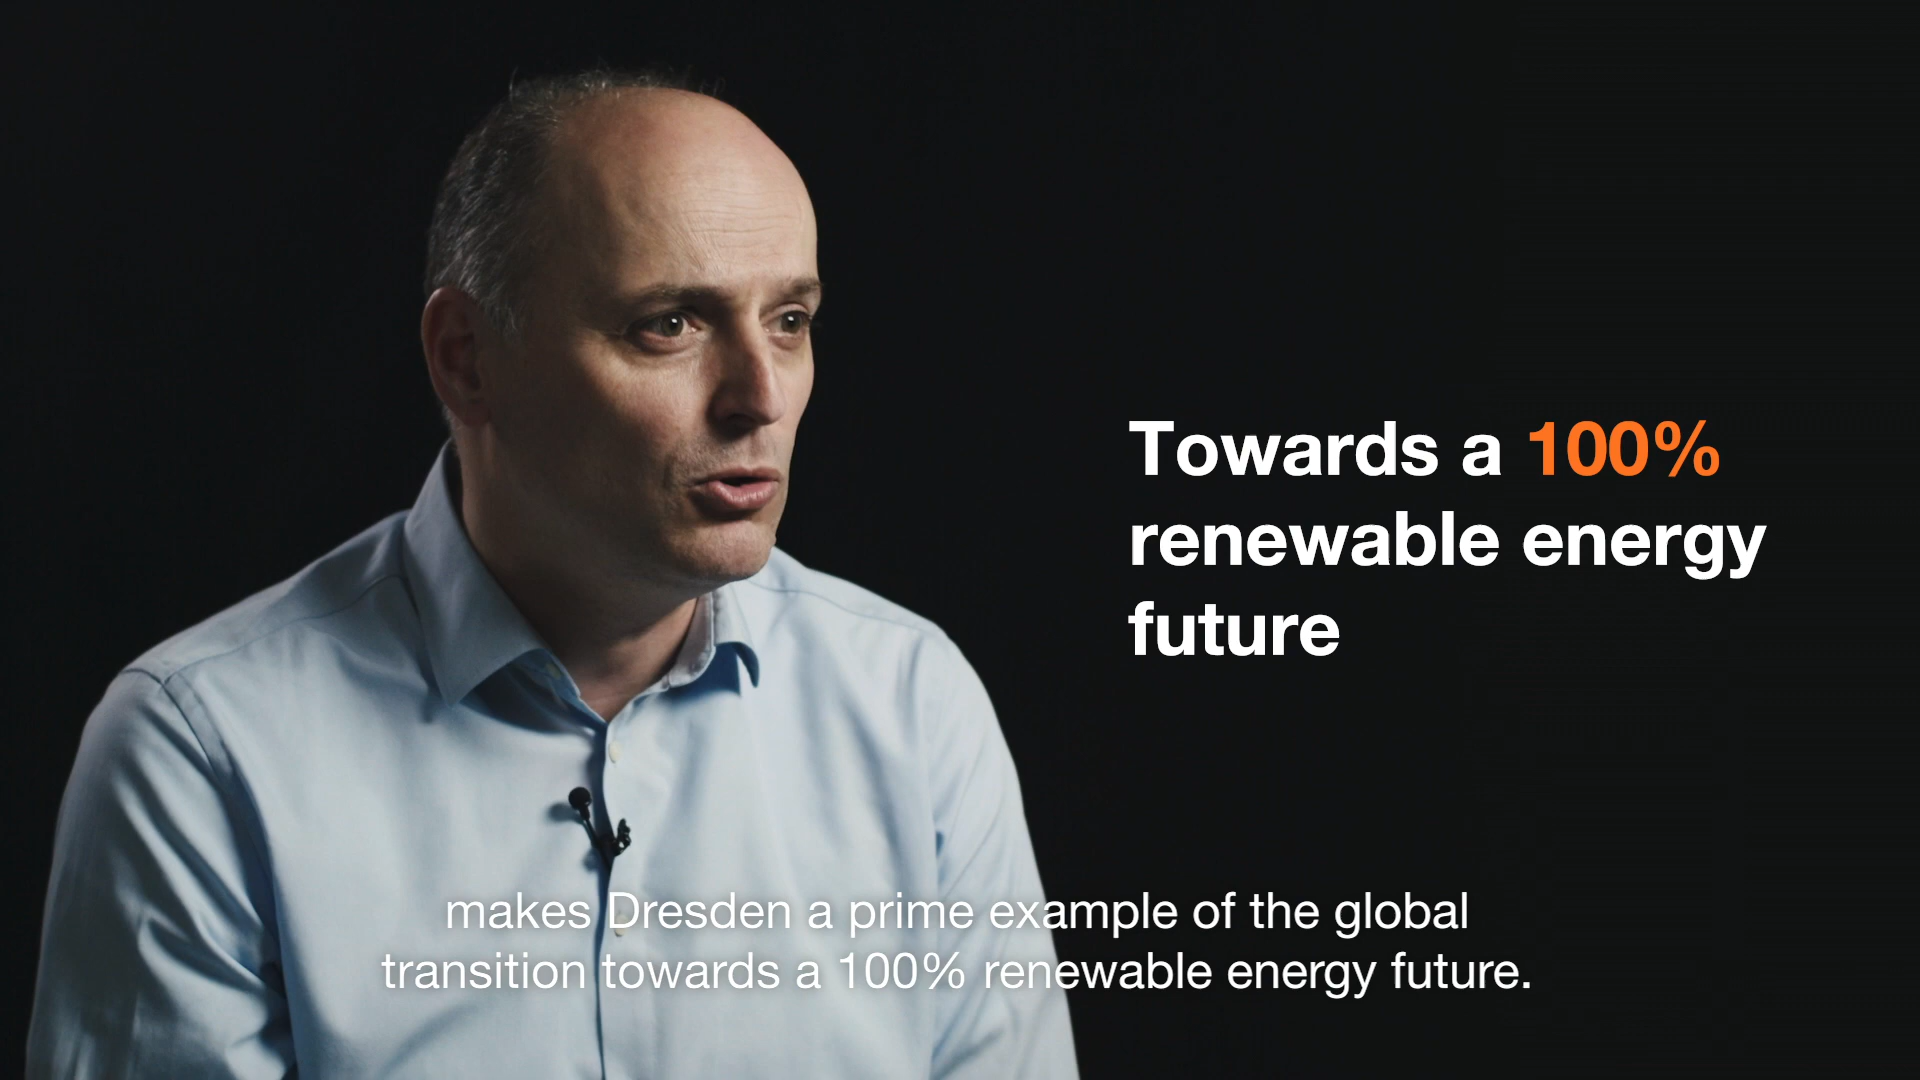 Towards a 100%
renewable energy
future
makes Dresden a prime example of the global
transition towards a 100% renewable energy future.